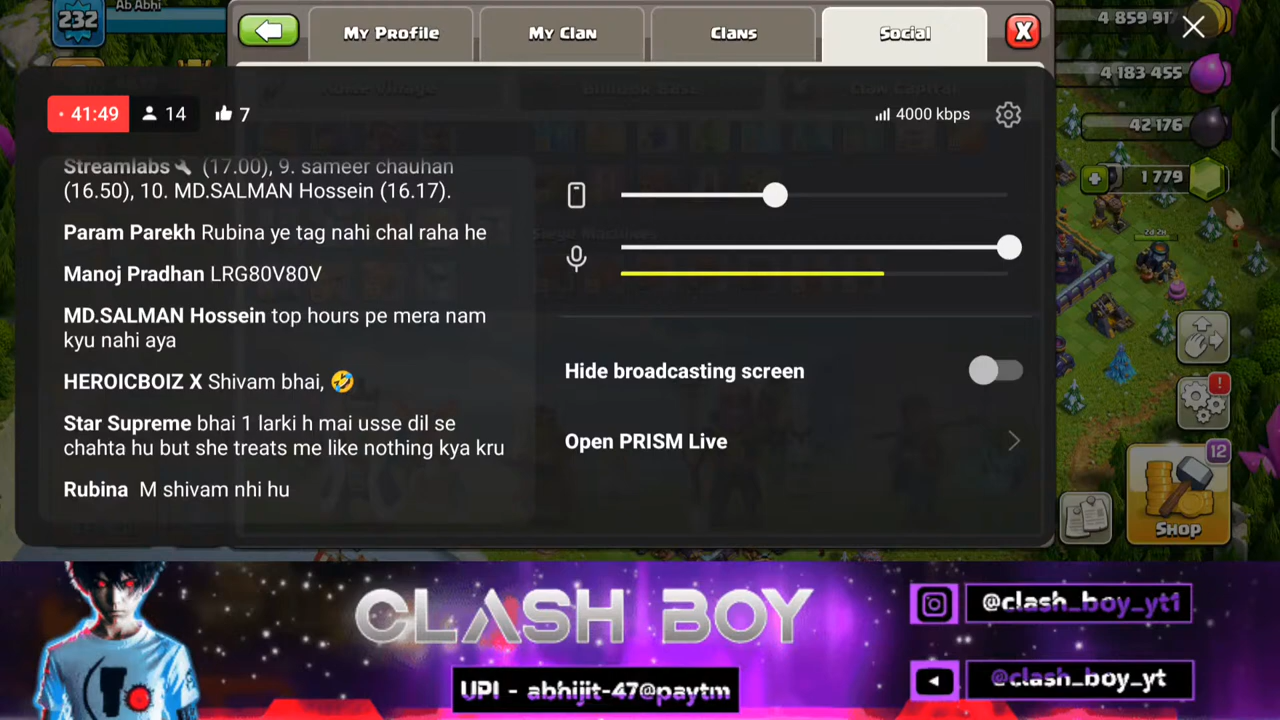 Ab Abhi
232
My Profile
My Clan
Clans
Social
X
4 859 917
4 183 455
42 176
1 779
41:49
14
7
4000 kbps
Streamlabs (17.00), 9. sameer chauhan
(16.50), 10. MD.SALMAN Hossein (16.17).
Param Parekh Rubina ye tag nahi chal raha he
Manoj Pradhan LRG80V80V
MD.SALMAN Hossein top hours pe mera nam
kyu nahi aya
HEROICBOIZ X Shivam bhai, 🤣
Star Supreme bhai 1 larki h mai usse dil se
chahta hu but she treats me like nothing kya kru
Rubina M shivam nhi hu
Hide broadcasting screen
Open PRISM Live
!
12
Shop
CLASH BOY
UPI - abhijit-47@paytm
@clash_boy_yt1
@clash_boy_yt